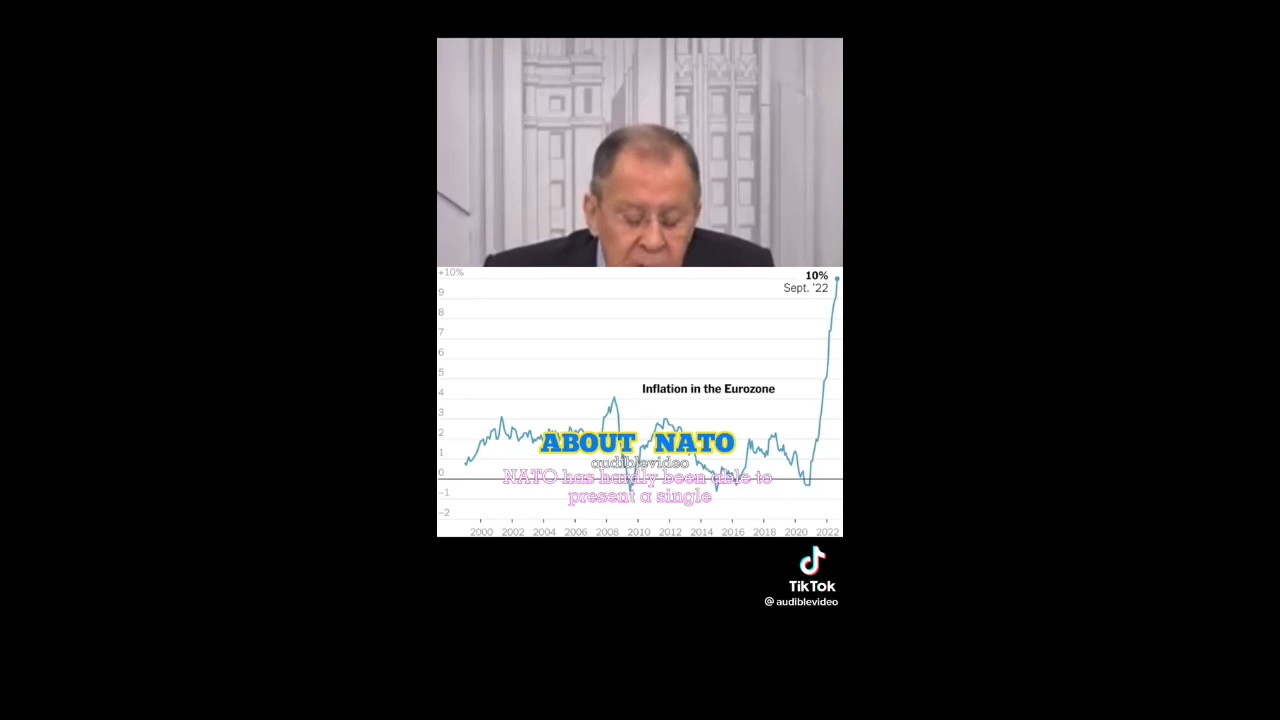 +10%
10%
Sept. '22
9
8
7
6
5
4
Inflation in the Eurozone
3
2
ABOUT NATO
1
audiblevideo
0
NATO has hardly been able to
present a single
−1
−2
2000 2002 2004 2006 2008 2010 2012 2014 2016 2018 2020 2022
TikTok
@audiblevideo